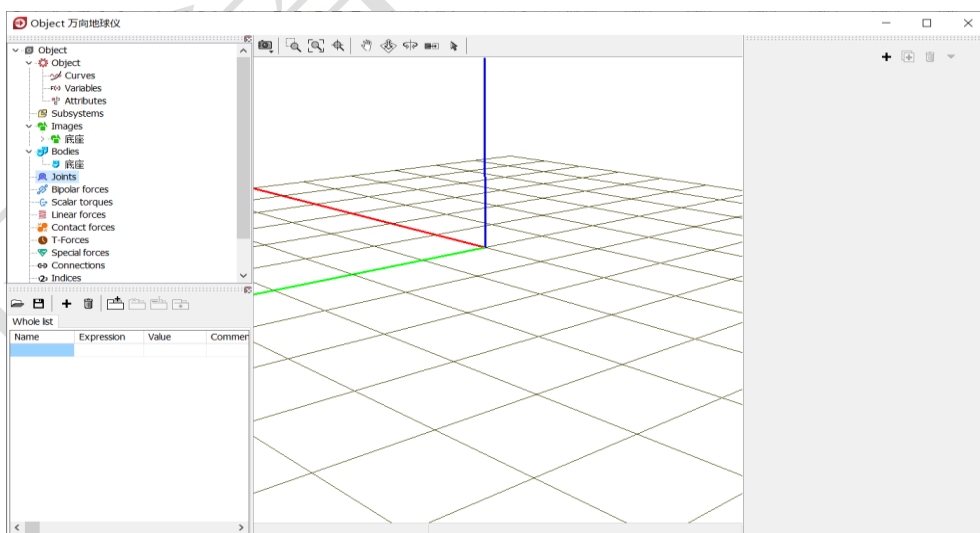 Object 万向地球仪
Object
Object
Curves
Variables
Attributes
Subsystems
Images
底座
Bodies
底座
Joints
Bipolar forces
Scalar torques
Linear forces
Contact forces
T-Forces
Special forces
Connections
Indices
Whole list
Name Expression Value Commen